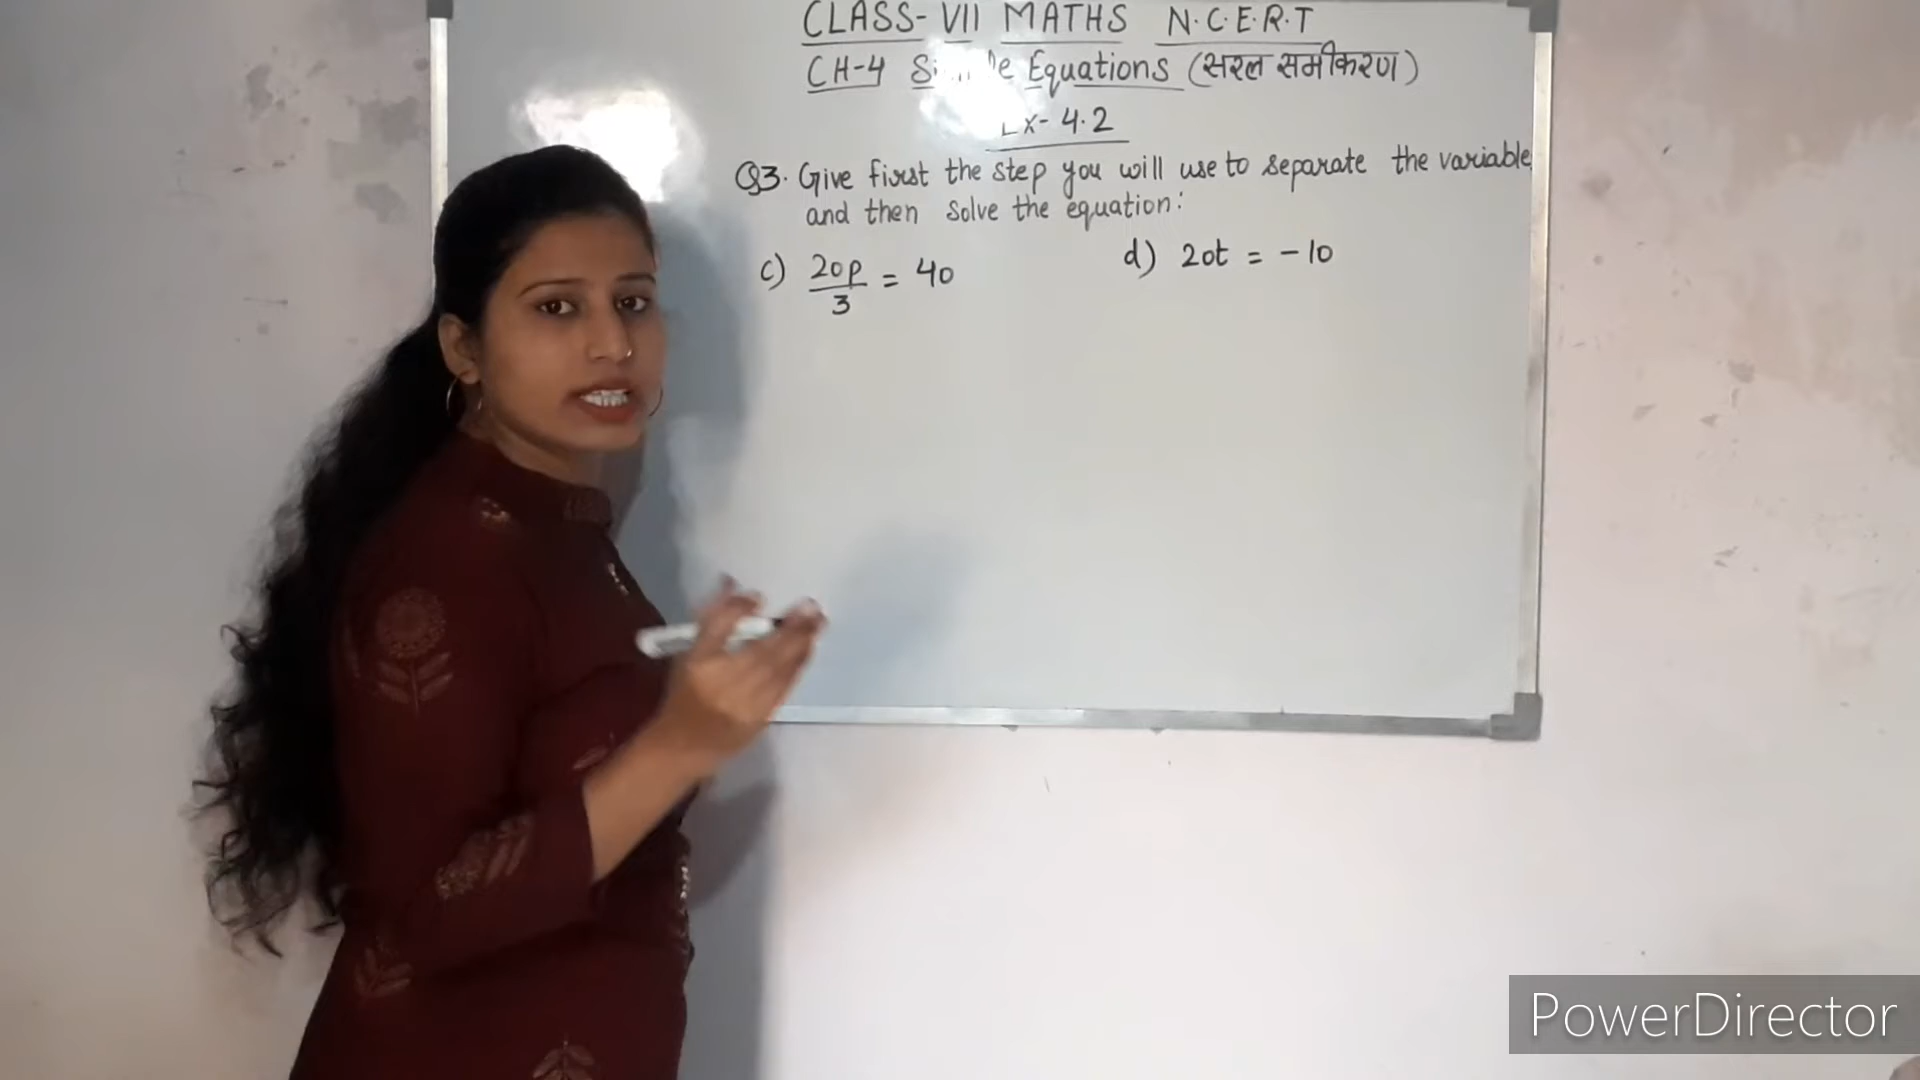 CLASS- VII MATHS N.C.E.R.T
CH-4 Equations (सरल समीकरण)
Ex- 4.2
Q3. Give first the step you will use to separate the variable
and then solve the equation:
c) 20p/3 = 40
d) 20t = -10
PowerDirector